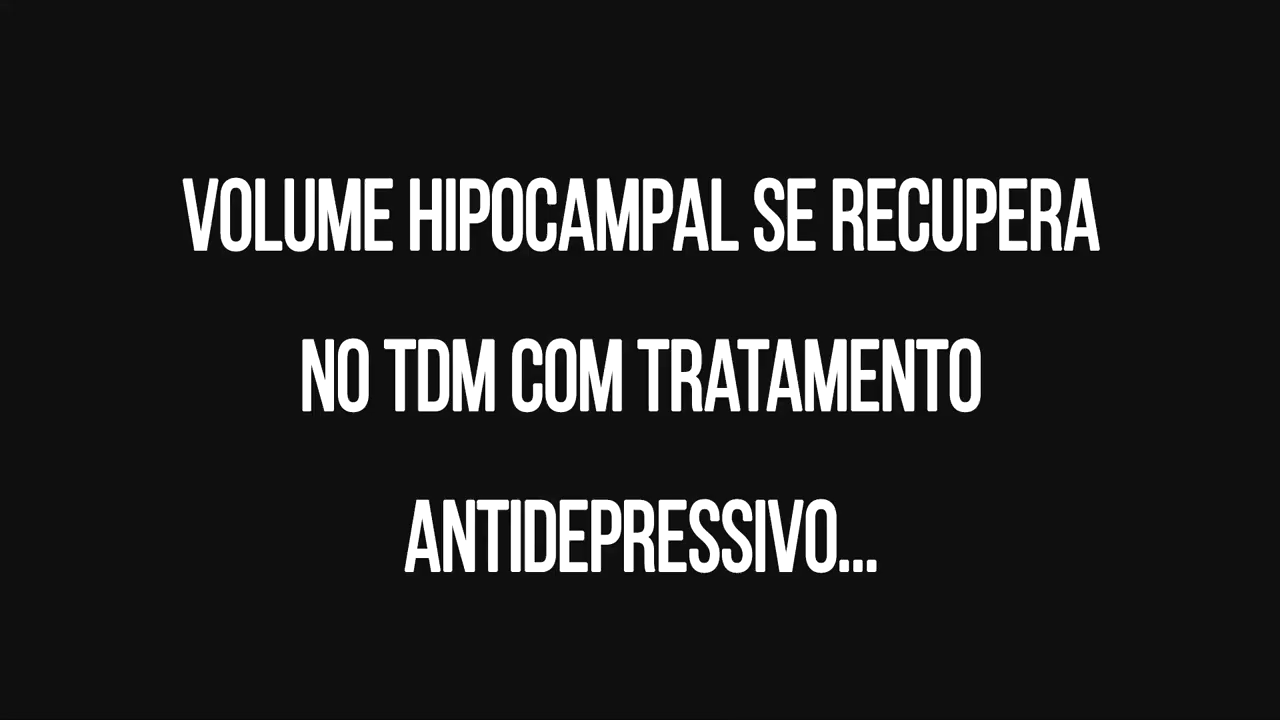 VOLUME HIPOCAMPAL SE RECUPERA
NO TDM COM TRATAMENTO
ANTIDEPRESSIVO...